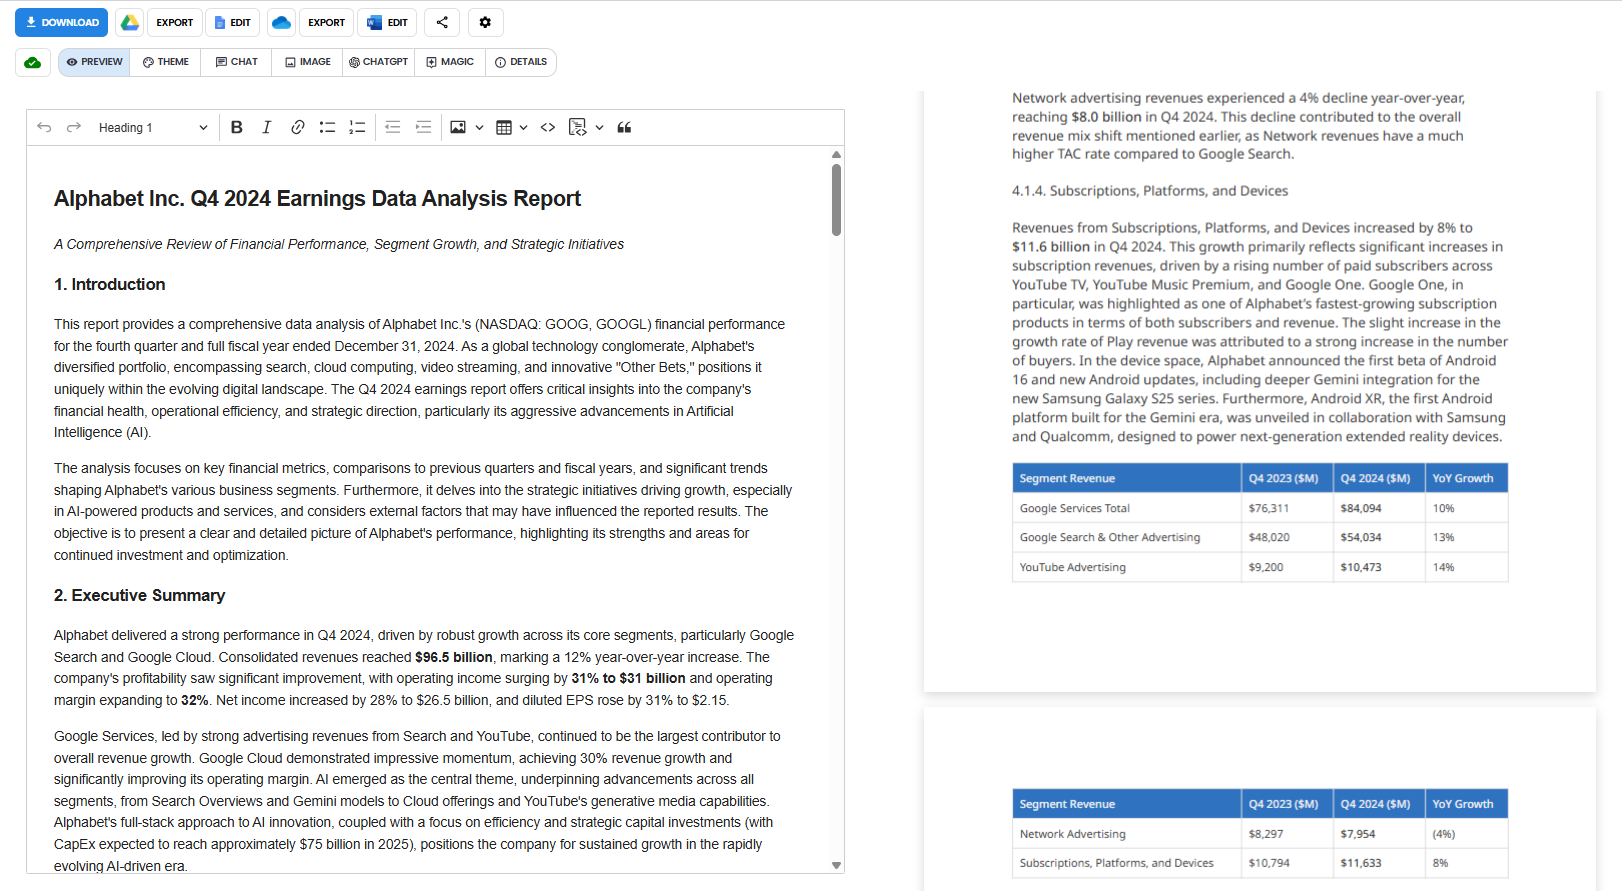 DOWNLOAD EXPORT EDIT EXPORT EDIT
PREVIEW THEME CHAT IMAGE CHATGPT MAGIC DETAILS
Heading 1 B I
Alphabet Inc. Q4 2024 Earnings Data Analysis Report
A Comprehensive Review of Financial Performance, Segment Growth, and Strategic Initiatives
1. Introduction
This report provides a comprehensive data analysis of Alphabet Inc.'s (NASDAQ: GOOG, GOOGL) financial performance
for the fourth quarter and full fiscal year ended December 31, 2024. As a global technology conglomerate, Alphabet's
diversified portfolio, encompassing search, cloud computing, video streaming, and innovative "Other Bets," positions it
uniquely within the evolving digital landscape. The Q4 2024 earnings report offers critical insights into the company's
financial health, operational efficiency, and strategic direction, particularly its aggressive advancements in Artificial
Intelligence (AI).
The analysis focuses on key financial metrics, comparisons to previous quarters and fiscal years, and significant trends
shaping Alphabet's various business segments. Furthermore, it delves into the strategic initiatives driving growth, especially
in AI-powered products and services, and considers external factors that may have influenced the reported results. The
objective is to present a clear and detailed picture of Alphabet's performance, highlighting its strengths and areas for
continued investment and optimization.
2. Executive Summary
Alphabet delivered a strong performance in Q4 2024, driven by robust growth across its core segments, particularly Google
Search and Google Cloud. Consolidated revenues reached $96.5 billion, marking a 12% year-over-year increase. The
company's profitability saw significant improvement, with operating income surging by 31% to $31 billion and operating
margin expanding to 32%. Net income increased by 28% to $26.5 billion, and diluted EPS rose by 31% to $2.15.
Google Services, led by strong advertising revenues from Search and YouTube, continued to be the largest contributor to
overall revenue growth. Google Cloud demonstrated impressive momentum, achieving 30% revenue growth and
significantly improving its operating margin. AI emerged as the central theme, underpinning advancements across all
segments, from Search Overviews and Gemini models to Cloud offerings and YouTube's generative media capabilities.
Alphabet's full-stack approach to AI innovation, coupled with a focus on efficiency and strategic capital investments (with
CapEx expected to reach approximately $75 billion in 2025), positions the company for sustained growth in the rapidly
evolving AI-driven era.
Network advertising revenues experienced a 4% decline year-over-year,
reaching $8.0 billion in Q4 2024. This decline contributed to the overall
revenue mix shift mentioned earlier, as Network revenues have a much
higher TAC rate compared to Google Search.
4.1.4. Subscriptions, Platforms, and Devices
Revenues from Subscriptions, Platforms, and Devices increased by 8% to
$11.6 billion in Q4 2024. This growth primarily reflects significant increases in
subscription revenues, driven by a rising number of paid subscribers across
YouTube TV, YouTube Music Premium, and Google One. Google One, in
particular, was highlighted as one of Alphabet's fastest-growing subscription
products in terms of both subscribers and revenue. The slight increase in the
growth rate of Play revenue was attributed to a strong increase in the number
of buyers. In the device space, Alphabet announced the first beta of Android
16 and new Android updates, including deeper Gemini integration for the
new Samsung Galaxy S25 series. Furthermore, Android XR, the first Android
platform built for the Gemini era, was unveiled in collaboration with Samsung
and Qualcomm, designed to power next-generation extended reality devices.
Segment Revenue Q4 2023 ($M) Q4 2024 ($M) YoY Growth
Google Services Total $76,311 $84,094 10%
Google Search & Other Advertising $48,020 $54,034 13%
YouTube Advertising $9,200 $10,473 14%
Segment Revenue Q4 2023 ($M) Q4 2024 ($M) YoY Growth
Network Advertising $8,297 $7,954 (4%)
Subscriptions, Platforms, and Devices $10,794 $11,633 8%